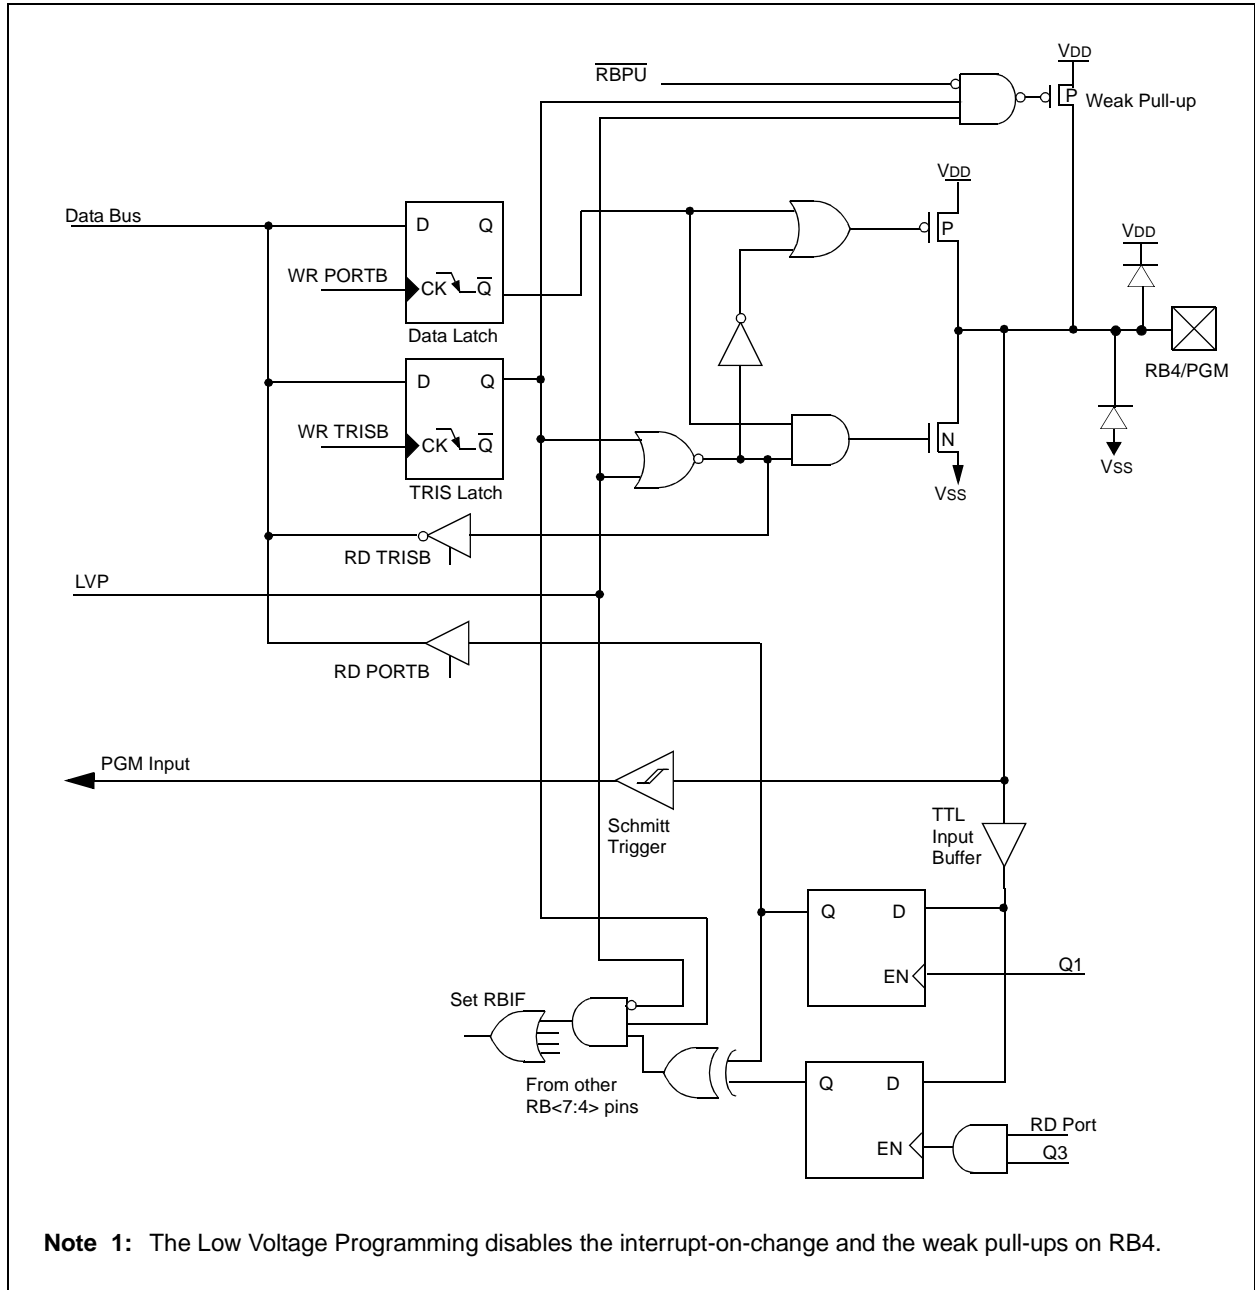 VDD
RBPU
P
Weak Pull-up
VDD
Data Bus
D
Q
P
VDD
WR PORTB
CK
Q
Data Latch
RB4/PGM
D
Q
WR TRISB
CK
Q
N
VSS
TRIS Latch
VSS
RD TRISB
LVP
RD PORTB
PGM Input
Schmitt
Trigger
TTL
Input
Buffer
Q
D
EN
Q1
Set RBIF
From other
RB<7:4> pins
Q
D
RD Port
EN
Q3
Note 1: The Low Voltage Programming disables the interrupt-on-change and the weak pull-ups on RB4.